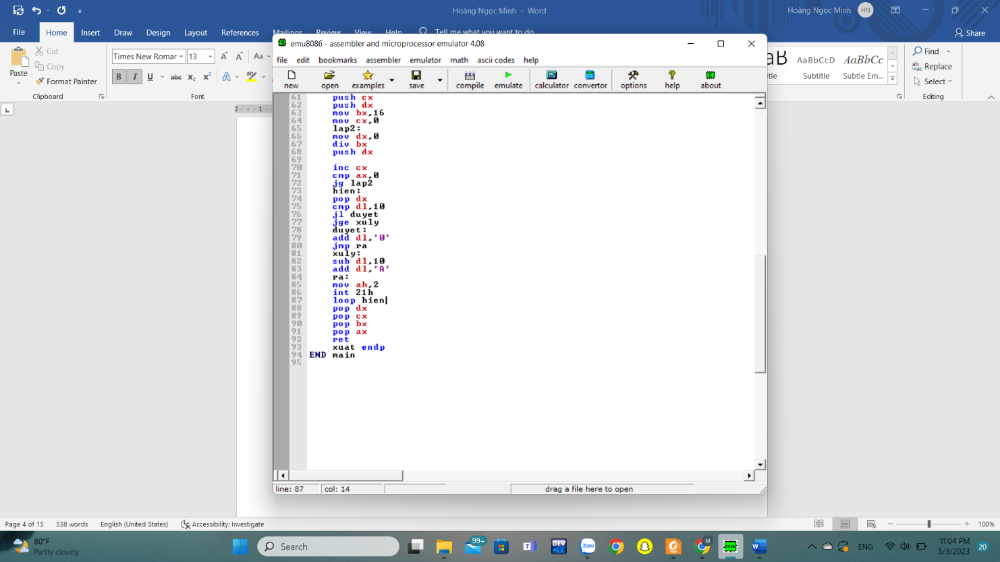 Hoàng Ngọc Minh - Word
Hoàng Ngọc Minh HN
File Home Insert Draw Design Layout References Mailings Review View Help Tell me what you want to do
Share
Cut
Copy
Format Painter
Paste
Clipboard
Times New Roman 13
Aa
B I U abc x₂ x²
Font
AaBbCcD AaBbCc
Subtitle Subtle Em...
Find
Replace
Select
Editing
emu8086 - assembler and microprocessor emulator 4.08
file edit bookmarks assembler emulator math ascii codes help
new open examples save compile emulate calculator convertor options help about
61 push cx
62 push dx
63 mov bx,16
64 mov cx,0
65 lap2:
66 mov dx,0
67 div bx
68 push dx
69
70 inc cx
71 cmp ax,0
72 jg lap2
73 hien:
74 pop dx
75 cmp dl,10
76 jl duyet
77 jge xuly
78 duyet:
79 add dl,'0'
80 jmp ra
81 xuly:
82 sub dl,10
83 add dl,'A'
84 ra:
85 mov ah,2
86 int 21h
87 loop hien
88 pop dx
89 pop cx
90 pop bx
91 pop ax
92 ret
93 xuat endp
94 END main
95
line: 87 col: 14 drag a file here to open
Page 4 of 15 538 words English (United States) Accessibility: Investigate 100%
80°F
Partly cloudy
Search
99+
ENG
11:04 PM
5/3/2023
20